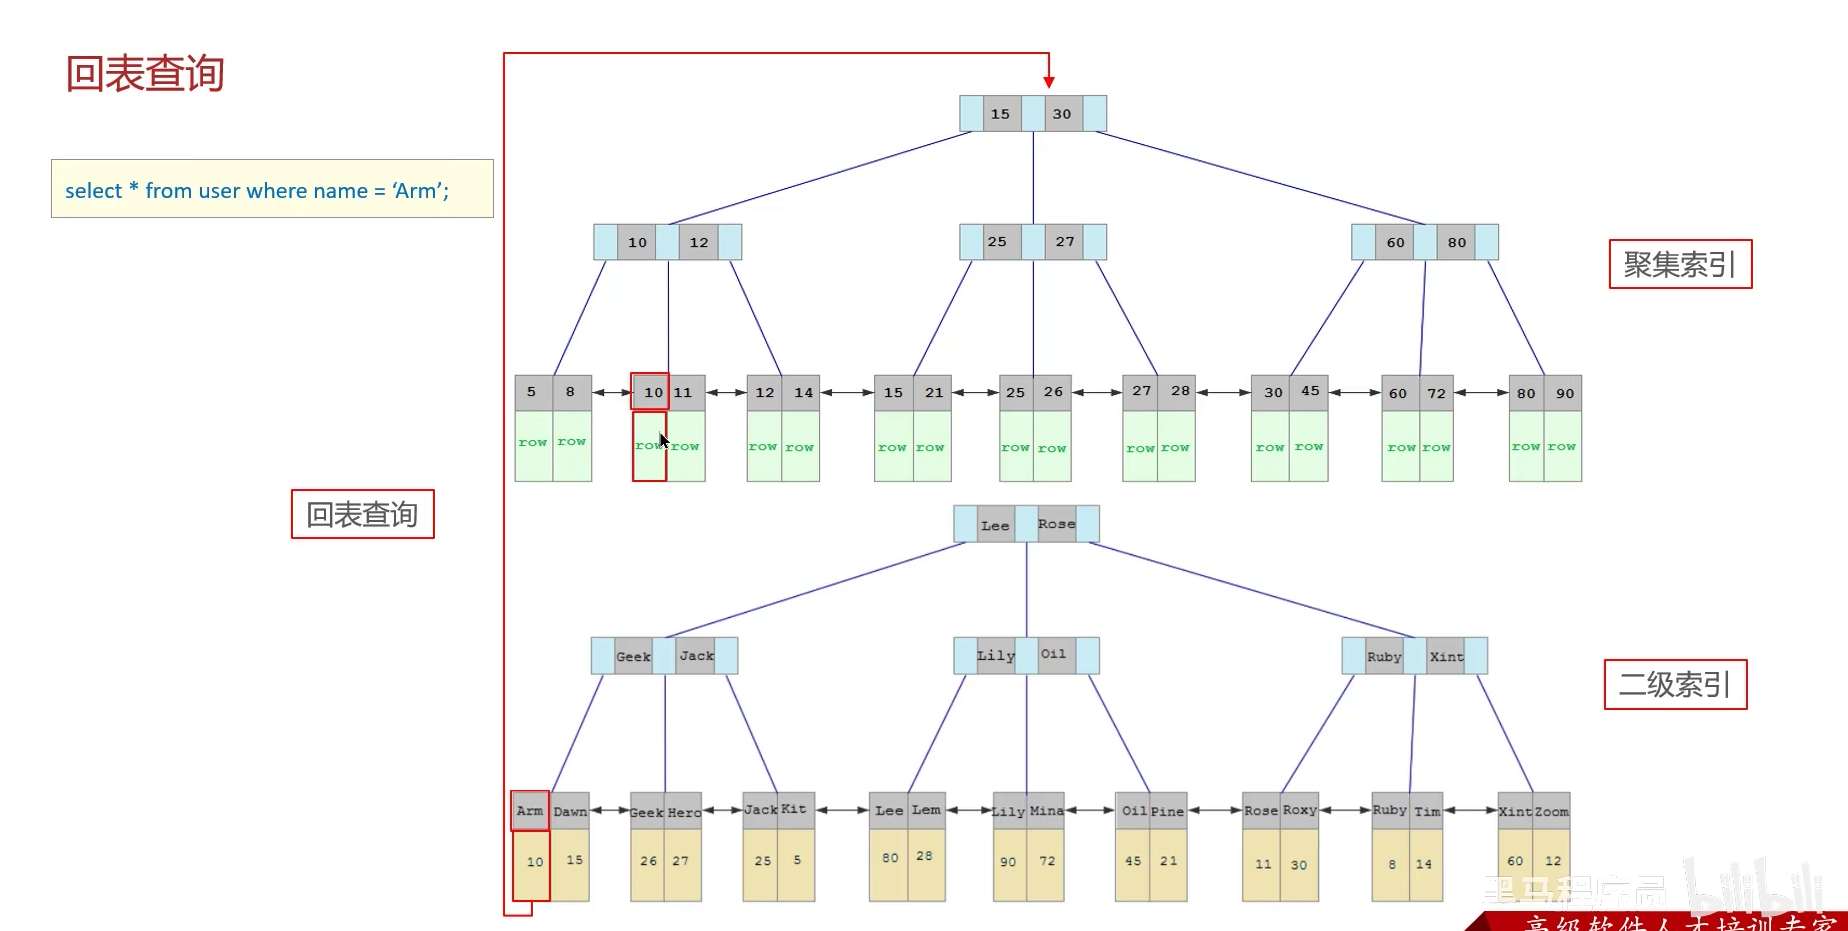 回表查询
select * from user where name = ‘Arm’;
15 30
10 12 25 27 60 80
聚集索引
5 8 10 11 12 14 15 21 25 26 27 28 30 45 60 72 80 90
row row row row row row row row row row row row row row row row row row
回表查询
Lee Rose
Geek Jack Lily Oil Ruby Xint
二级索引
Arm Dawn Geek Hero Jack Kit Lee Lem Lily Mina Oil Pine Rose Roxy Ruby Tim Xint Zoom
10 15 26 27 25 5 80 28 90 72 45 21 11 30 8 14 60 12
黑马程序员 bilibili
高级软件人才培训专家